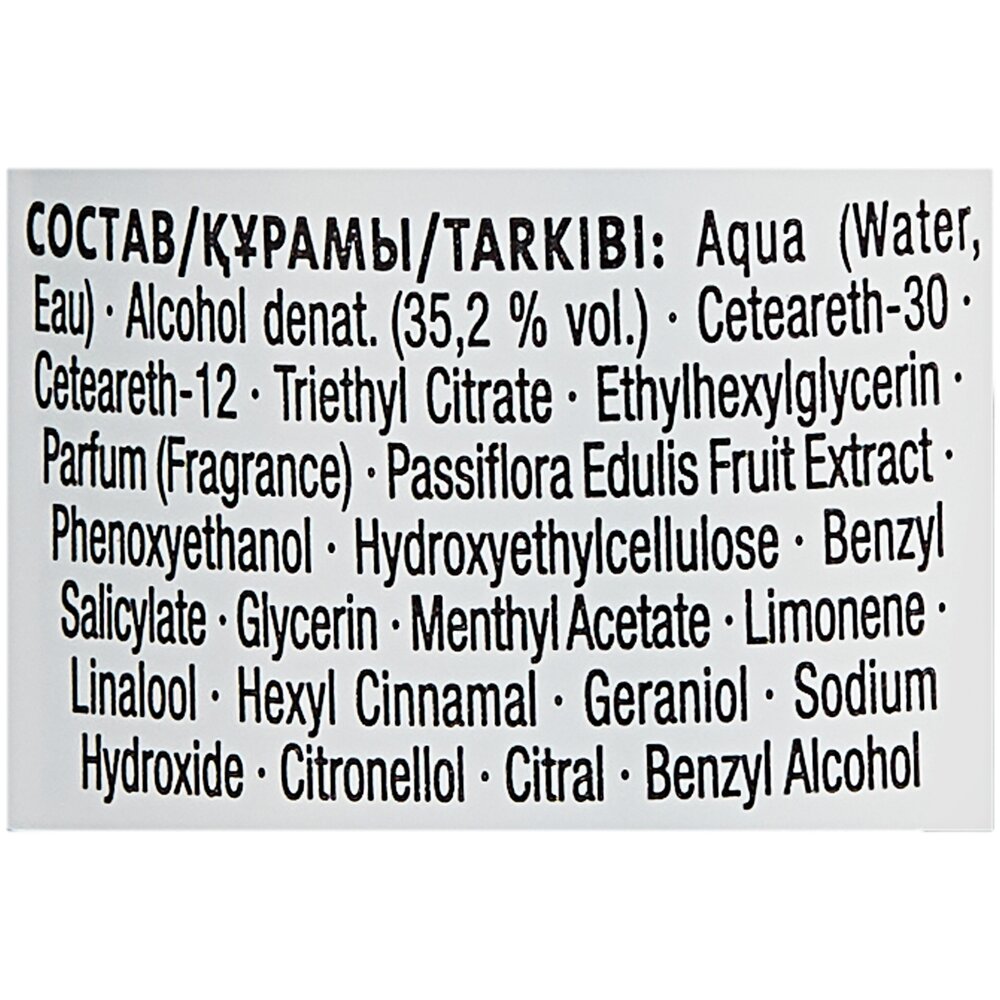 СОСТАВ/ҚҰРАМЫ/TARKIBI: Aqua (Water,
Eau) · Alcohol denat. (35,2 % vol.) · Ceteareth-30 ·
Ceteareth-12 · Triethyl Citrate · Ethylhexylglycerin ·
Parfum (Fragrance) · Passiflora Edulis Fruit Extract ·
Phenoxyethanol · Hydroxyethylcellulose · Benzyl
Salicylate · Glycerin · Menthyl Acetate · Limonene ·
Linalool · Hexyl Cinnamal · Geraniol · Sodium
Hydroxide · Citronellol · Citral · Benzyl Alcohol